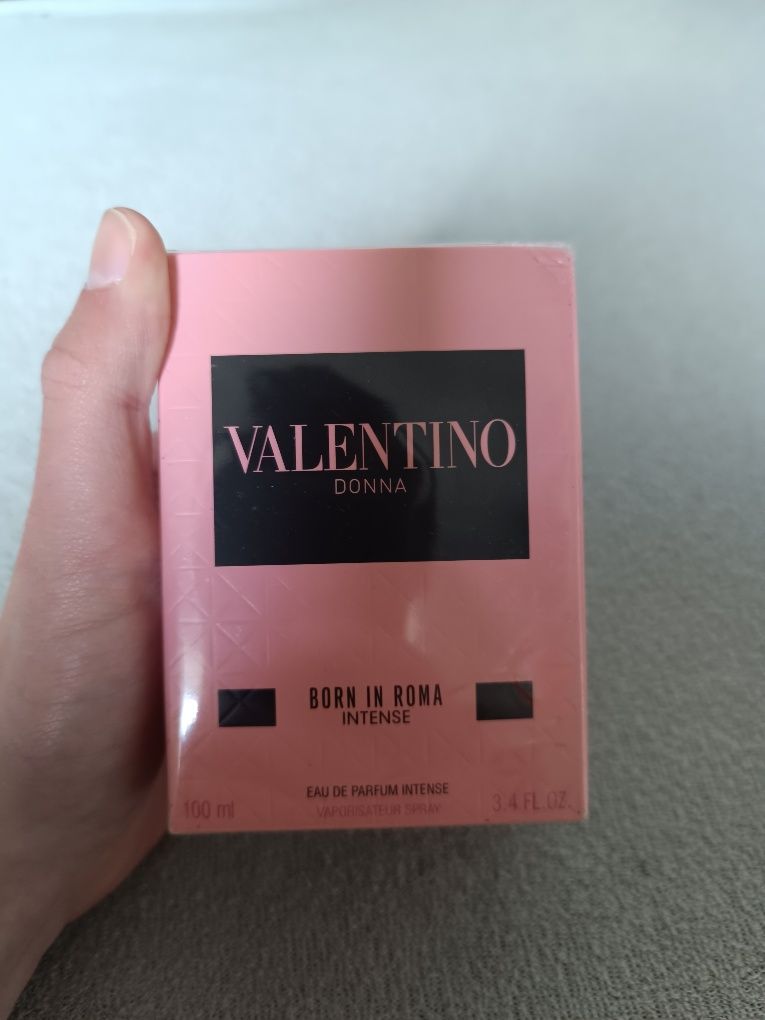 VALENTINO
DONNA
BORN IN ROMA
INTENSE
EAU DE PARFUM INTENSE
100 ml VAPORISATEUR SPRAY 3.4 FL.OZ.